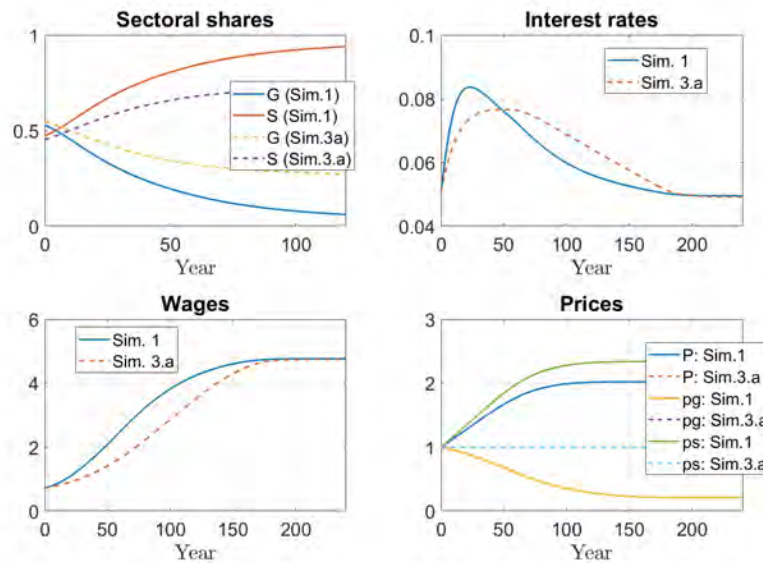 Sectoral shares
1
0.5
0
0
50
100
Year
G (Sim.1)
S (Sim.1)
G (Sim.3a)
S (Sim.3.a)
Interest rates
0.1
0.08
0.06
0.04
0
50
100
150
200
Year
Sim. 1
Sim. 3.a
Wages
6
4
2
0
0
50
100
150
200
Year
Sim. 1
Sim. 3.a
Prices
3
2
1
0
0
50
100
150
200
Year
P: Sim.1
P: Sim.3.a
pg: Sim.1
pg: Sim.3.a
ps: Sim.1
ps: Sim.3.a